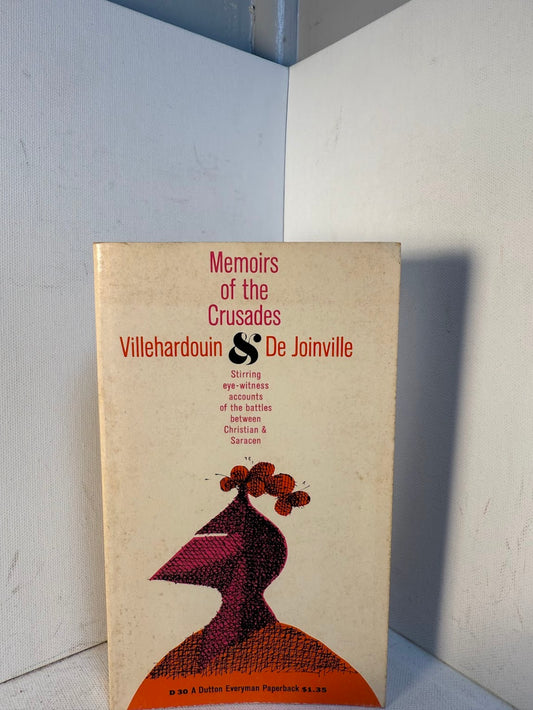 Memoirs
of the
Crusades
Villehardouin & De Joinville
Stirring
eye-witness
accounts
of the battles
between
Christian &
Saracen
D 30 A Dutton Everyman Paperback $1.35